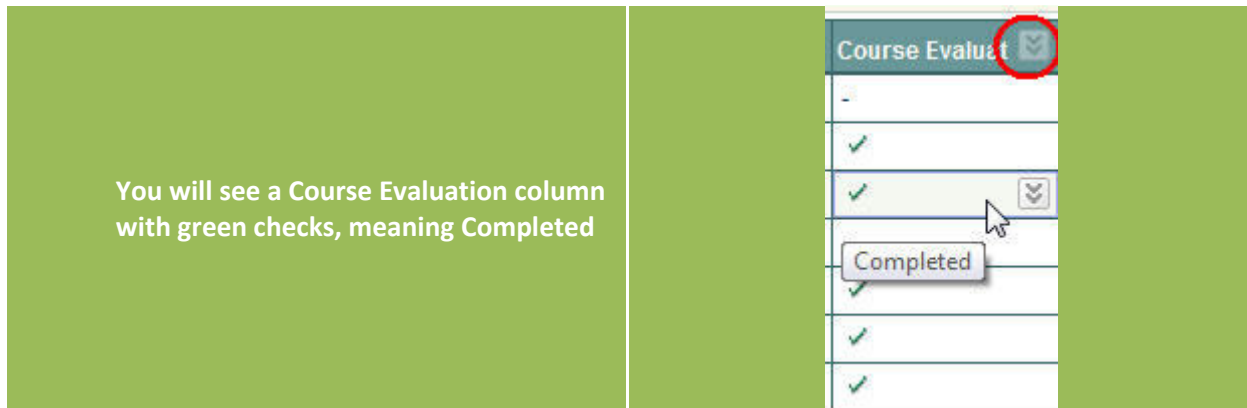 You will see a Course Evaluation column
with green checks, meaning Completed
Course Evaluat
-
Completed